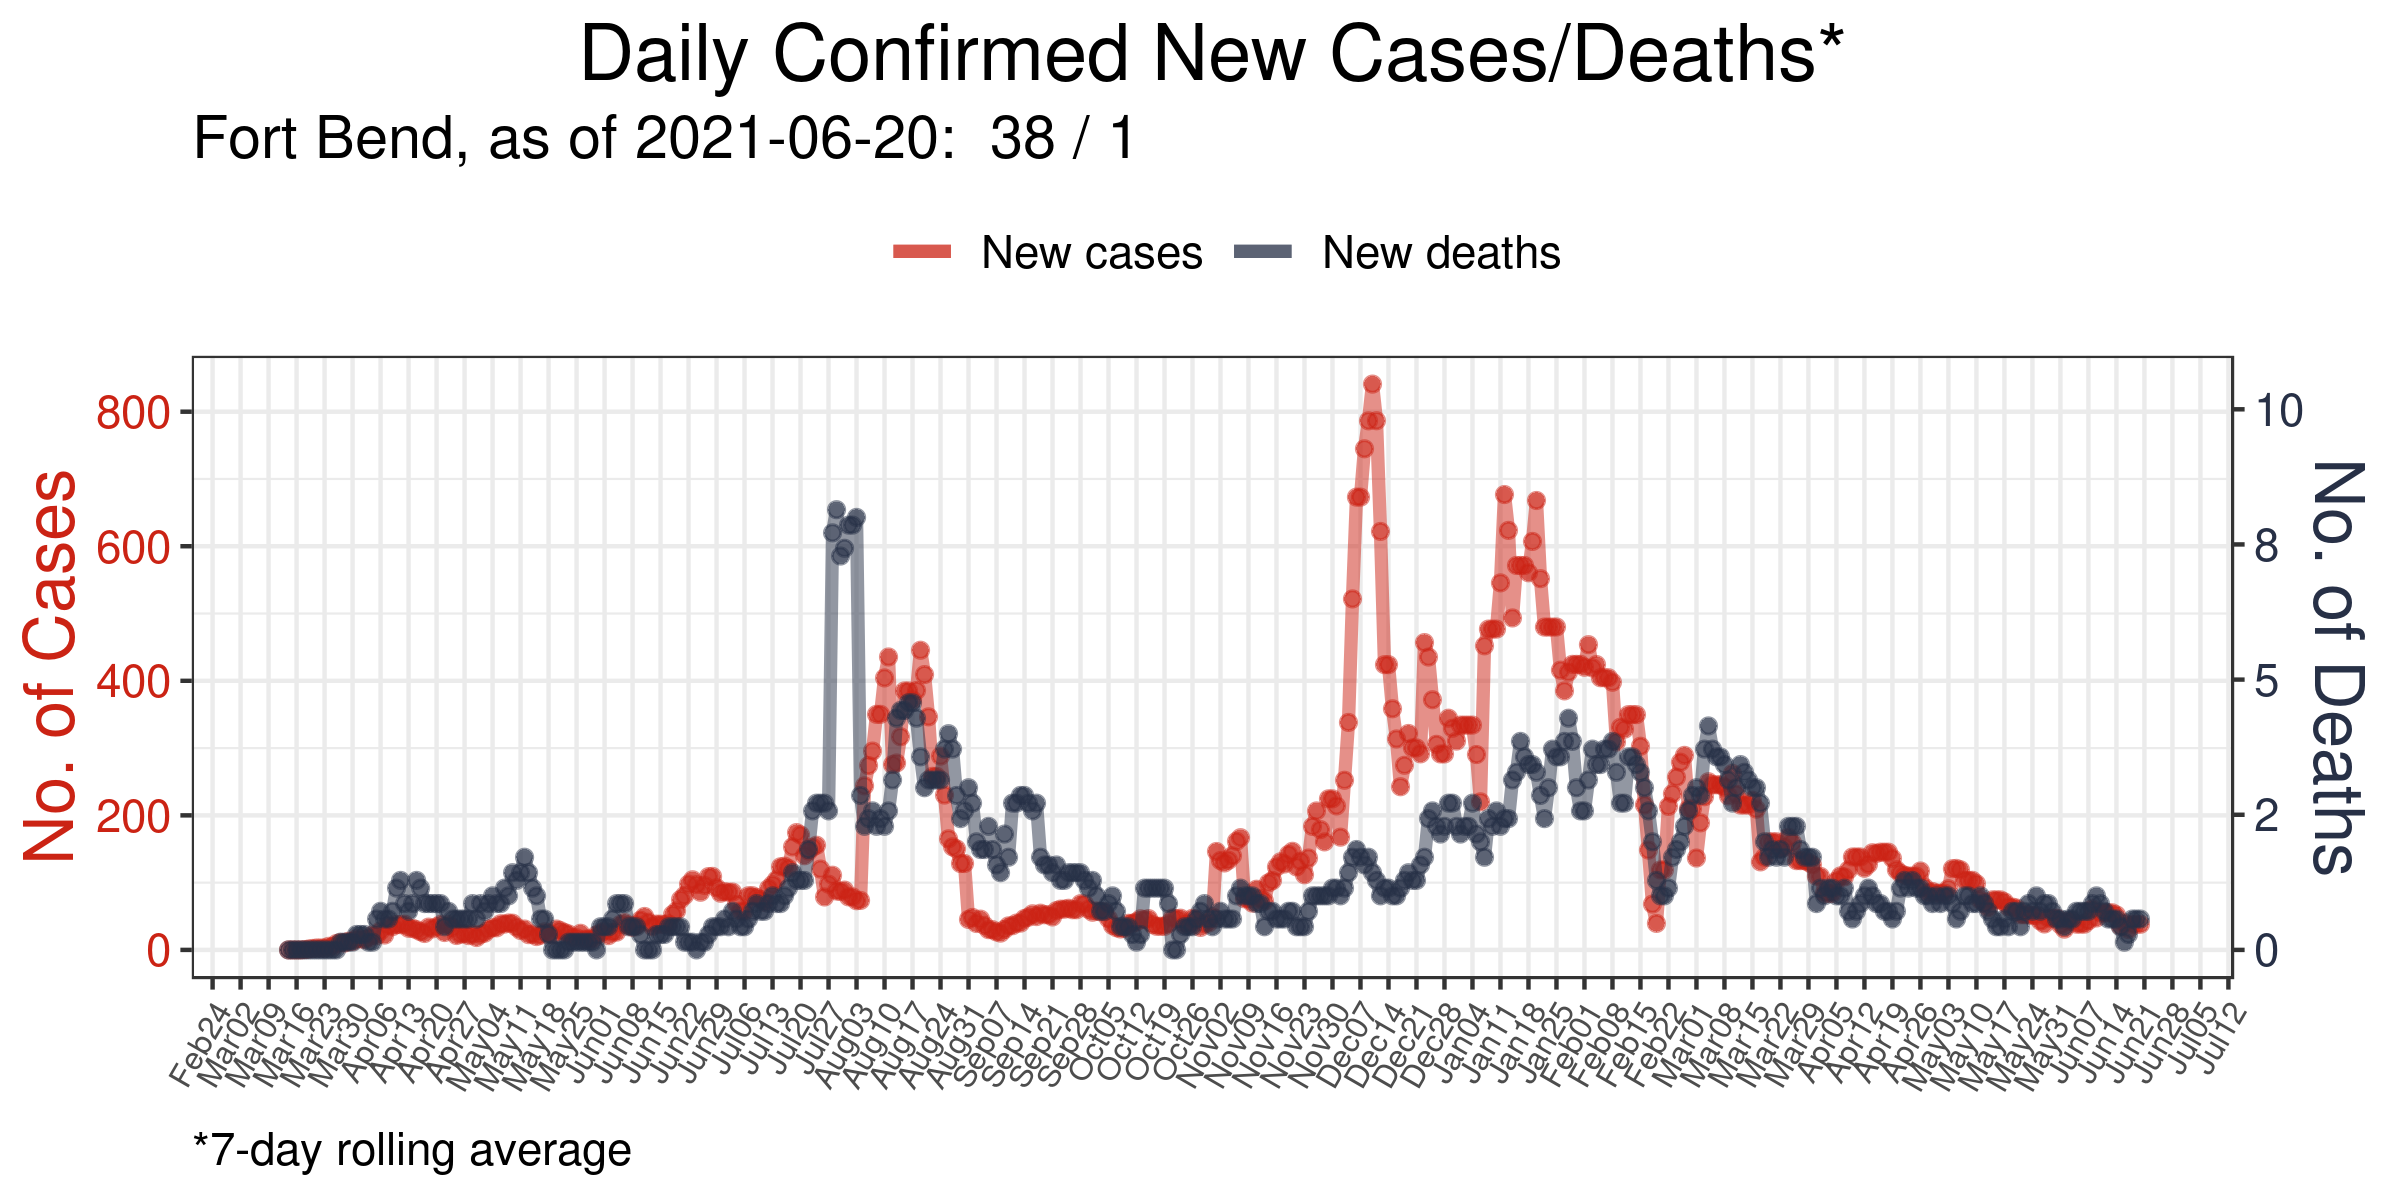 Daily Confirmed New Cases/Deaths*
Fort Bend, as of 2021-06-20:  38 / 1
New cases
New deaths
No. of Cases
800
600
400
200
0
10
8
5
2
0
No. of Deaths
Feb24
Mar02
Mar09
Mar16
Mar23
Mar30
Apr06
Apr13
Apr20
Apr27
May04
May11
May18
May25
Jun01
Jun08
Jun15
Jun22
Jun29
Jul06
Jul13
Jul20
Jul27
Aug03
Aug10
Aug17
Aug24
Aug31
Sep07
Sep14
Sep21
Sep28
Oct05
Oct12
Oct19
Oct26
Nov02
Nov09
Nov16
Nov23
Nov30
Dec07
Dec14
Dec21
Dec28
Jan04
Jan11
Jan18
Jan25
Feb01
Feb08
Feb15
Feb22
Mar01
Mar08
Mar15
Mar22
Mar29
Apr05
Apr12
Apr19
Apr26
May03
May10
May17
May24
May31
Jun07
Jun14
Jun21
Jun28
Jul05
Jul12
*7-day rolling average